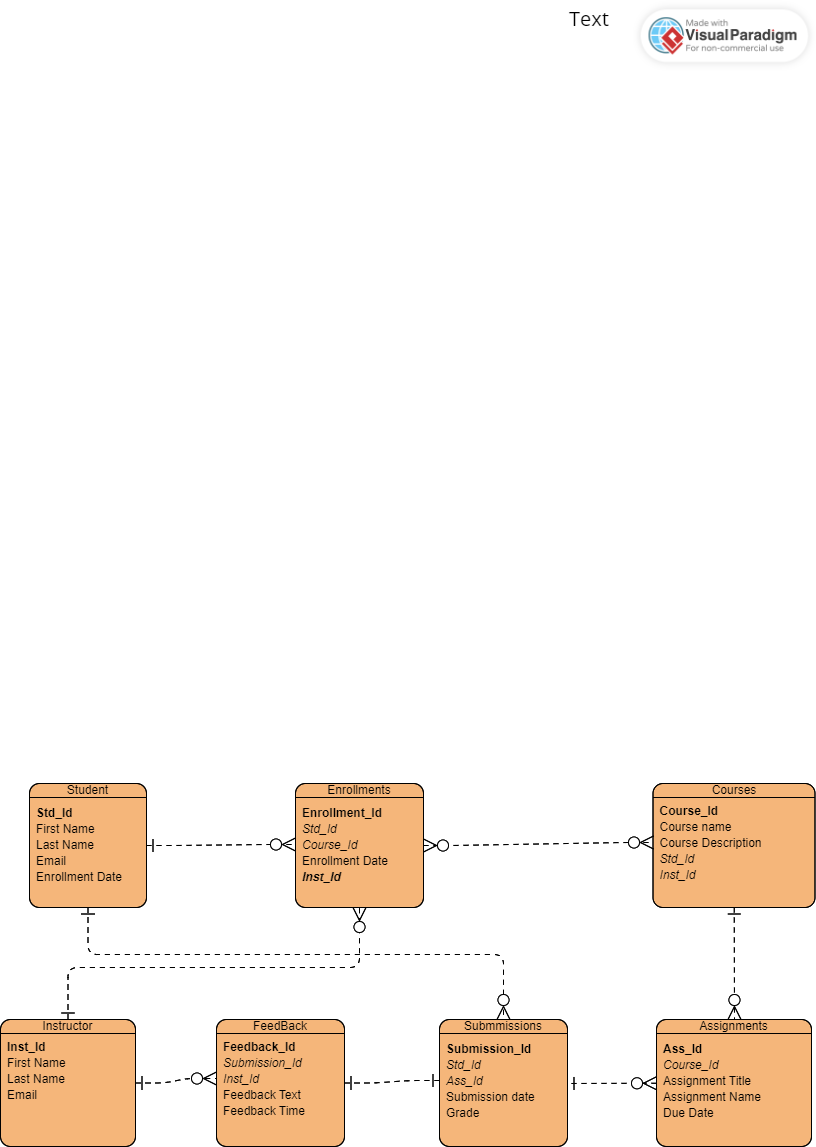 Text
Made with
VisualParadigm
For non-commercial use
Student
Std_Id
First Name
Last Name
Email
Enrollment Date
Enrollments
Enrollment_Id
Std_Id
Course_Id
Enrollment Date
Inst_Id
Courses
Course_Id
Course name
Course Description
Std_Id
Inst_Id
Instructor
Inst_Id
First Name
Last Name
Email
FeedBack
Feedback_Id
Submission_Id
Inst_Id
Feedback Text
Feedback Time
Submmissions
Submission_Id
Std_Id
Ass_Id
Submission date
Grade
Assignments
Ass_Id
Course_Id
Assignment Title
Assignment Name
Due Date